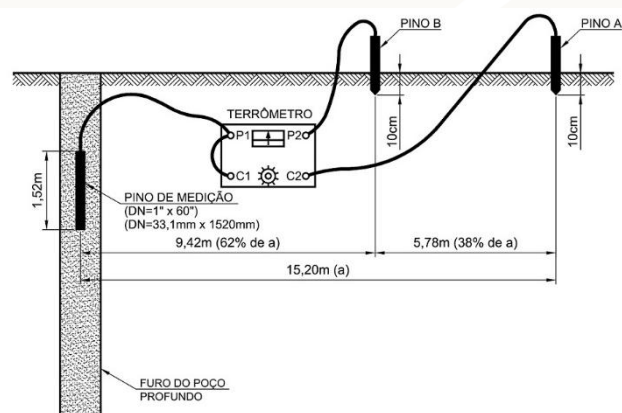 PINO B
PINO A
TERRÔMETRO
P1
P2
C1
C2
10cm
10cm
1,52m
PINO DE MEDIÇÃO
(DN=1" x 60")
(DN=33,1mm x 1520mm)
9,42m (62% de a)
5,78m (38% de a)
15,20m (a)
FURO DO POÇO
PROFUNDO